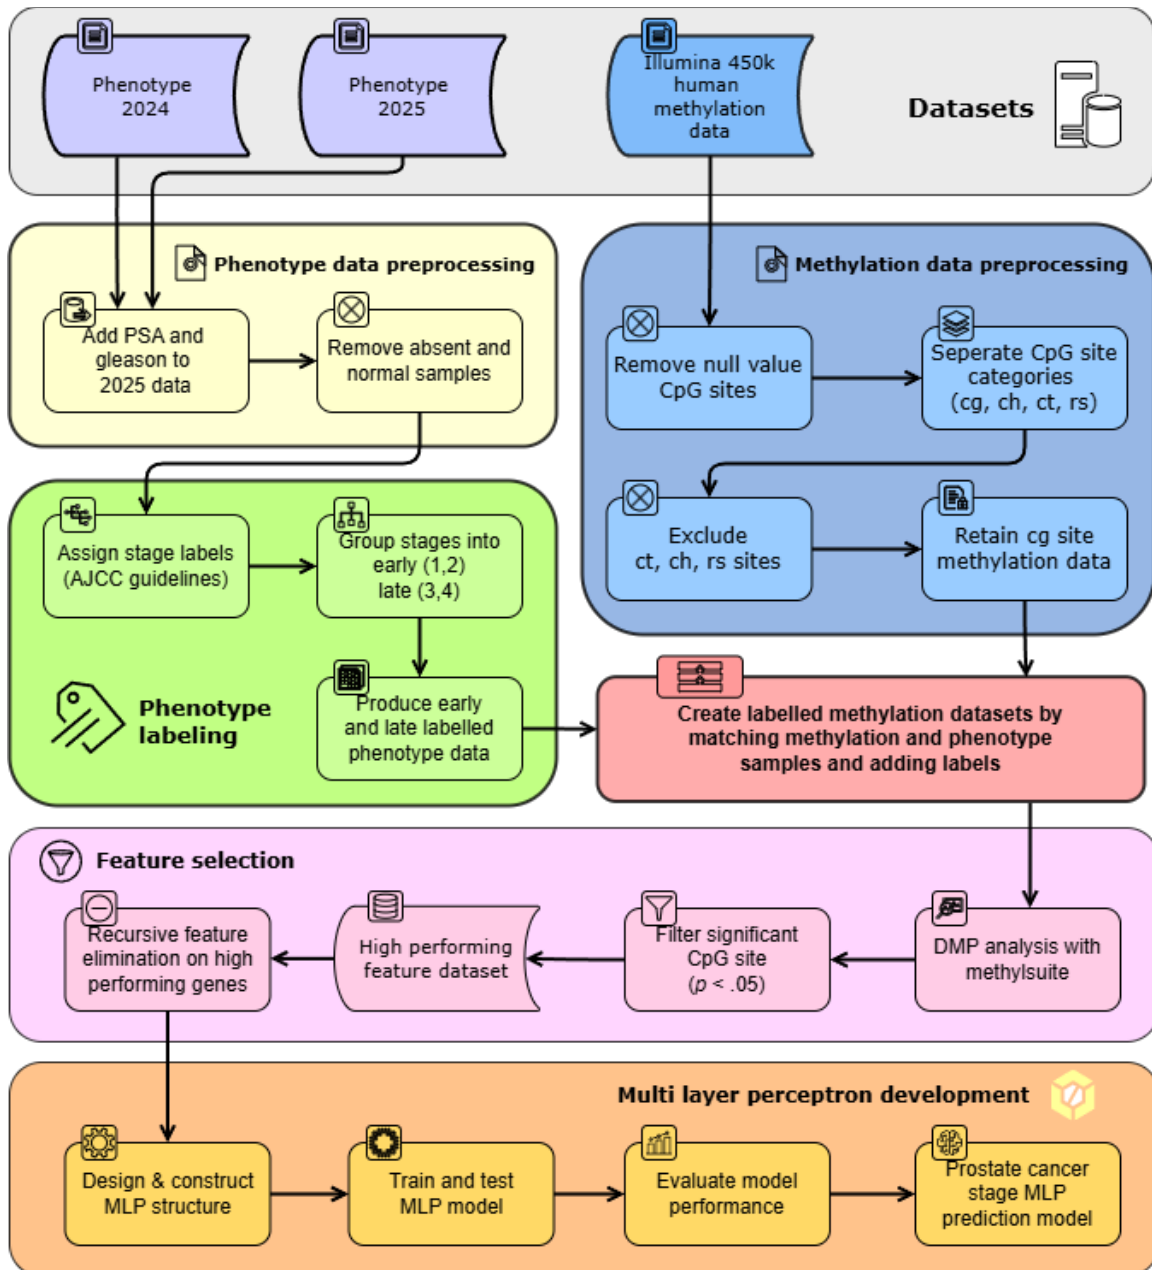 Phenotype
2024
Phenotype
2025
Illumina 450k
human
methylation
data
Datasets
Phenotype data preprocessing
Add PSA and
gleason to
2025 data
Remove absent and
normal samples
Methylation data preprocessing
Remove null value
CpG sites
Seperate CpG site
categories
(cg, ch, ct, rs)
Exclude
ct, ch, rs sites
Retain cg site
methylation data
Assign stage labels
(AJCC guidelines)
Group stages into
early (1,2)
late (3,4)
Phenotype
labeling
Produce early
and late labelled
phenotype data
Create labelled methylation datasets by
matching methylation and phenotype
samples and adding labels
Feature selection
Recursive feature
elimination on high
performing genes
High performing
feature dataset
Filter significant
CpG site
(p < .05)
DMP analysis with
methylsuite
Multi layer perceptron development
Design & construct
MLP structure
Train and test
MLP model
Evaluate model
performance
Prostate cancer
stage MLP
prediction model